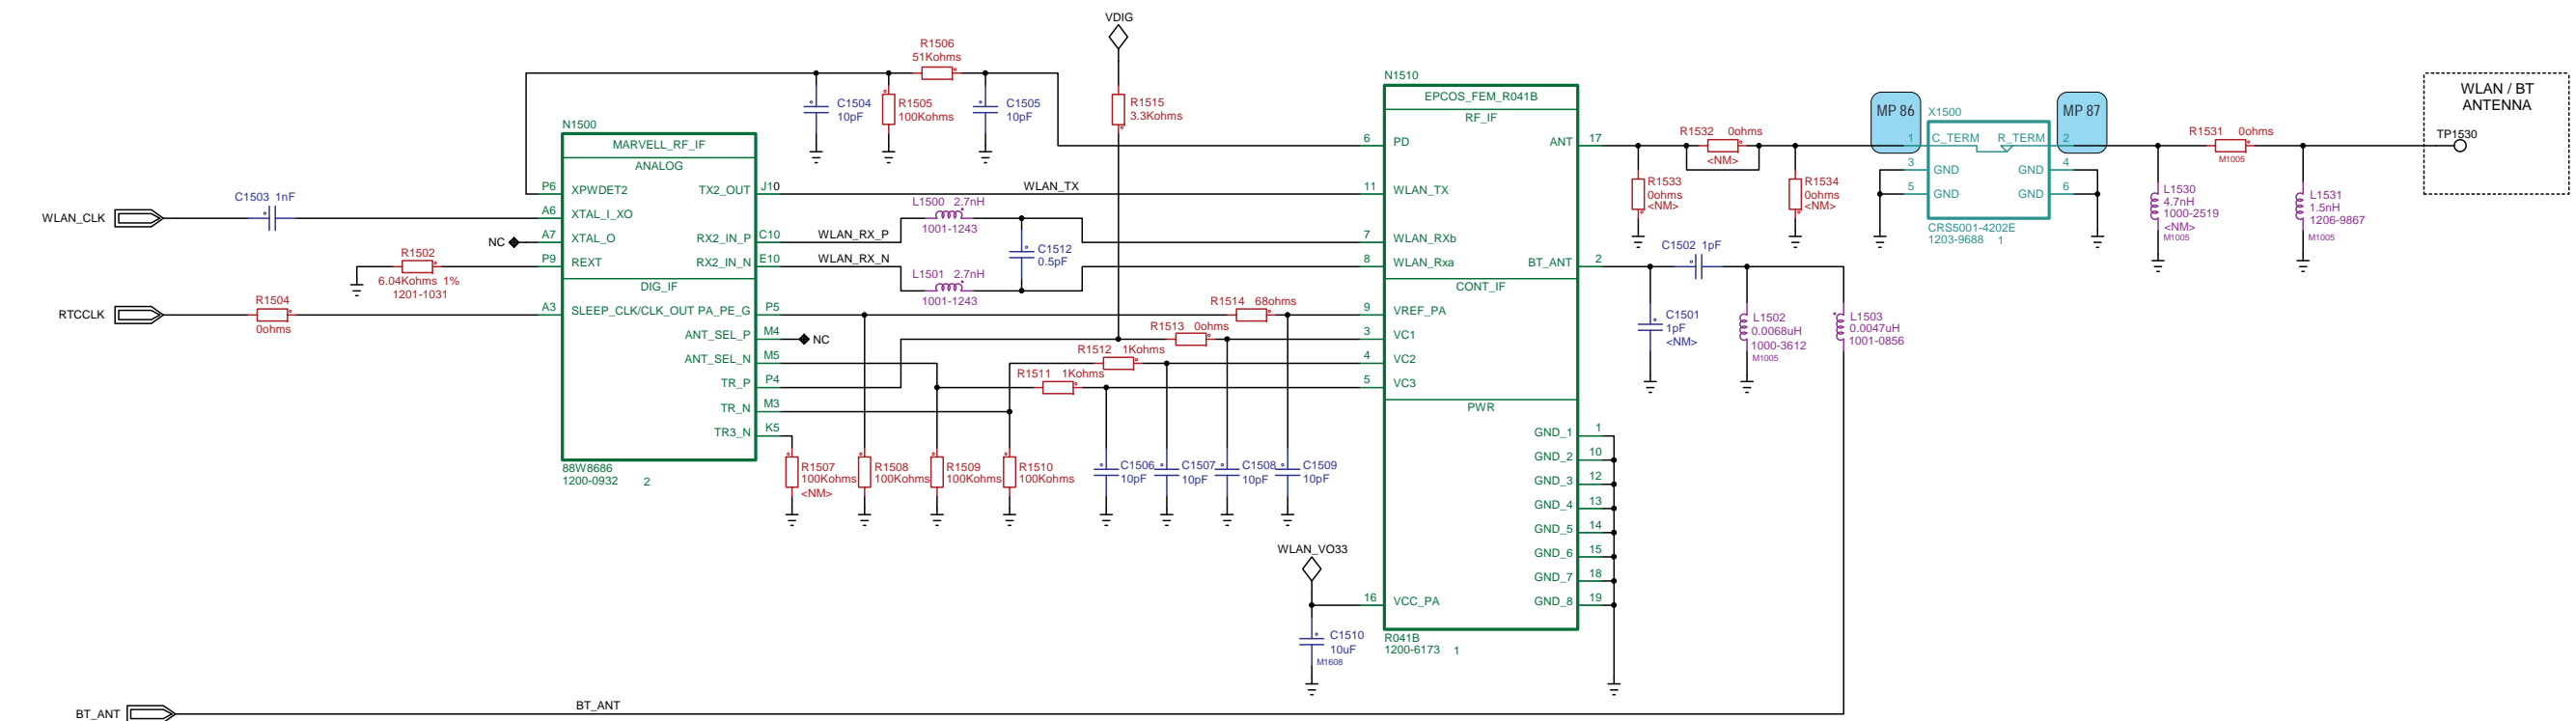 VDIG
R1506
51Kohms
C1504
10pF
R1505
100Kohms
C1505
10pF
R1515
3.3Kohms
N1500
MARVELL_RF_IF
ANALOG
P6 XPWDET2
A6 XTAL_I_XO
A7 XTAL_O
P9 REXT
TX2_OUT J10
RX2_IN_P C10
RX2_IN_N E10
DIG_IF
A3 SLEEP_CLK/CLK_OUT PA_PE_G P5
ANT_SEL_P M4
ANT_SEL_N M5
TR_P P4
TR_N M3
TR3_N K5
88W8686
1200-0932 2
WLAN_CLK
C1503 1nF
NC
R1502
6.04Kohms 1%
1201-1031
RTCCLK
R1504
0ohms
WLAN_TX
L1500 2.7nH
1001-1243
WLAN_RX_P
C1512
0.5pF
WLAN_RX_N
L1501 2.7nH
1001-1243
NC
R1514 68ohms
R1513 0ohms
R1512 1Kohms
R1511 1Kohms
R1507
100Kohms
<NM>
R1508
100Kohms
R1509
100Kohms
R1510
100Kohms
C1506
10pF
C1507
10pF
C1508
10pF
C1509
10pF
WLAN_VO33
C1510
10uF
M1608
N1510
EPCOS_FEM_R041B
RF_IF
6 PD
ANT 17
11 WLAN_TX
7 WLAN_RXb
8 WLAN_Rxa
BT_ANT 2
CONT_IF
9 VREF_PA
3 VC1
4 VC2
5 VC3
PWR
GND_1 1
GND_2 10
GND_3 12
GND_4 13
GND_5 14
GND_6 15
GND_7 18
16 VCC_PA
GND_8 19
R041B
1200-6173 1
R1532 0ohms
<NM>
R1533
0ohms
<NM>
R1534
0ohms
<NM>
C1502 1pF
C1501
1pF
<NM>
L1502
0.0068uH
1000-3612
M1005
L1503
0.0047uH
1001-0856
MP 86
X1500
MP 87
1 C_TERM R_TERM 2
3 GND GND 4
5 GND GND 6
CRS5001-4202E
1203-9688 1
R1531 0ohms
M1005
L1530
4.7nH
1000-2519
<NM>
M1005
L1531
1.5nH
1206-9867
M1005
WLAN / BT
ANTENNA
TP1530
BT_ANT
BT_ANT